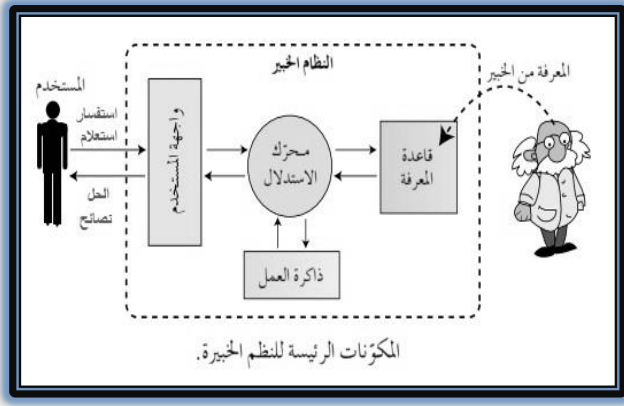 النظام الخبير
المعرفة من الخبير
المستخدم
استفسار
استعلام
الحل
نصائح
واجهة المستخدم
محرّك
الاستدلال
قاعدة
المعرفة
ذاكرة العمل
المكوّنات الرئيسة للنظم الخبيرة.